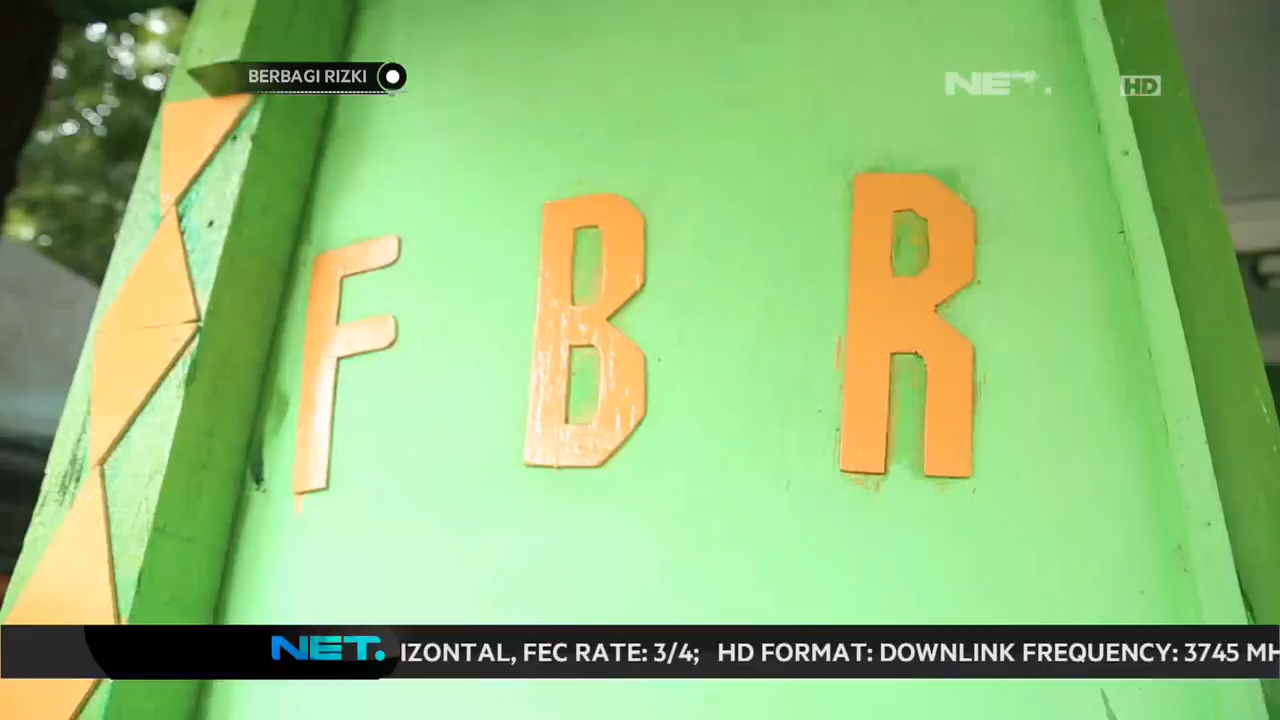 BERBAGI RIZKI
NET.
HD
F B R
NET. IZONTAL, FEC RATE: 3/4; HD FORMAT: DOWNLINK FREQUENCY: 3745 MH